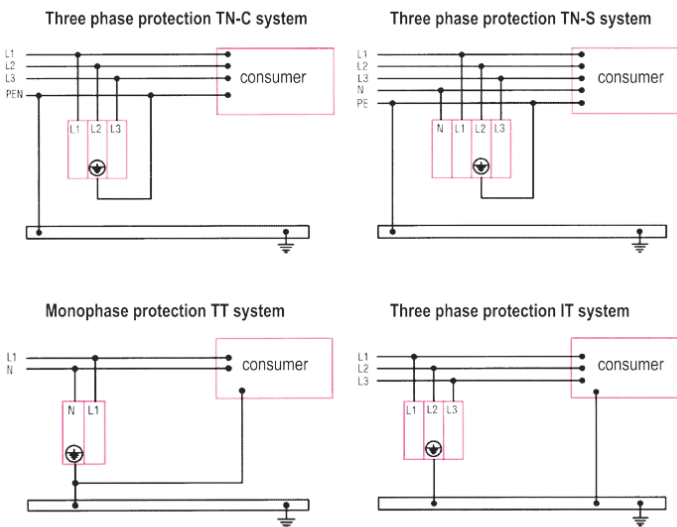 Three phase protection TN-C system
L1
L2
L3
PEN
consumer
L1 L2 L3
Three phase protection TN-S system
L1
L2
L3
N
PE
consumer
N L1 L2 L3
Monophase protection TT system
L1
N
consumer
N L1
Three phase protection IT system
L1
L2
L3
consumer
L1 L2 L3